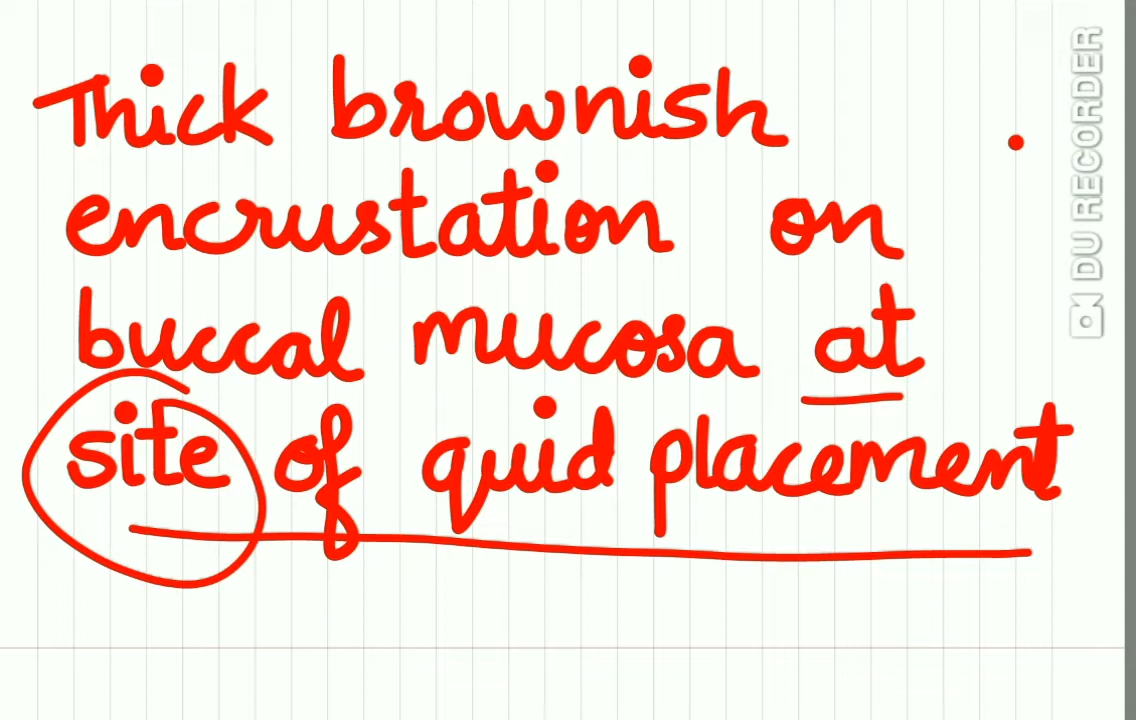 Thick brownish
encrustation on
buccal mucosa at
site of quid placement
DU RECORDER